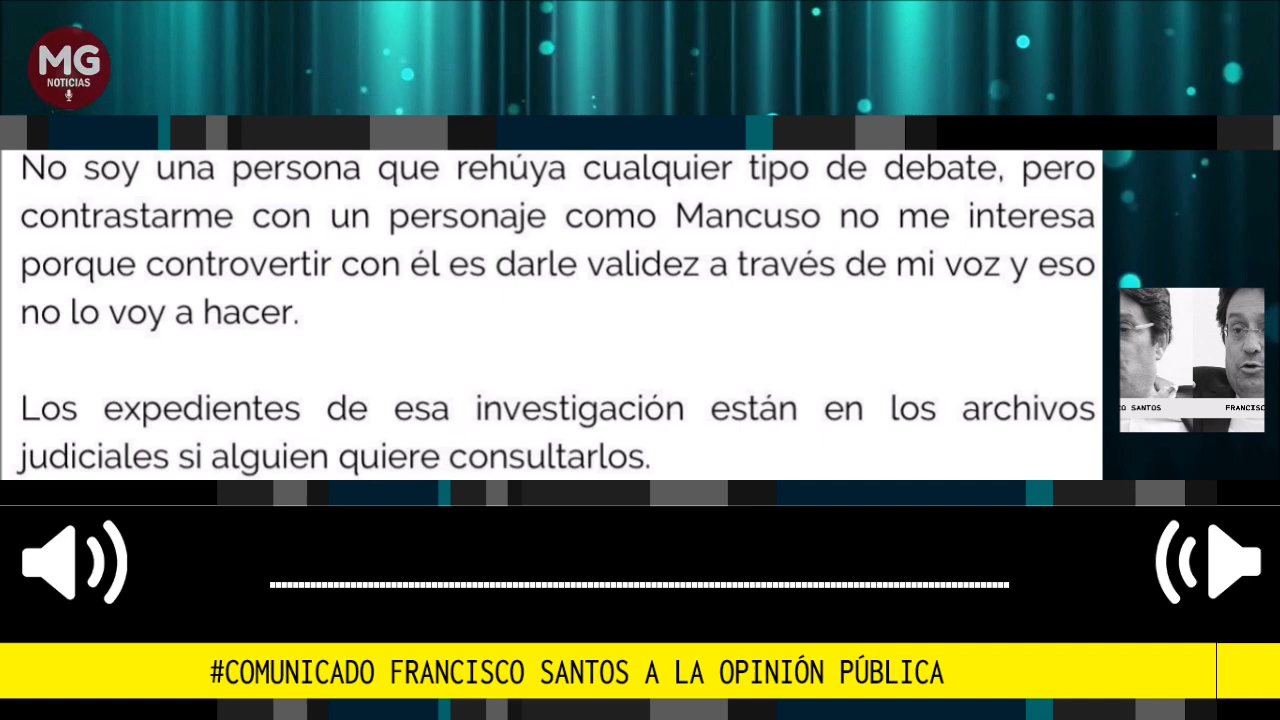 MG
NOTICIAS
No soy una persona que rehúya cualquier tipo de debate, pero
contrastarme con un personaje como Mancuso no me interesa
porque controvertir con él es darle validez a través de mi voz y eso
no lo voy a hacer.
Los expedientes de esa investigación están en los archivos
judiciales si alguien quiere consultarlos.
O SANTOS
FRANCISC
#COMUNICADO FRANCISCO SANTOS A LA OPINIÓN PÚBLICA